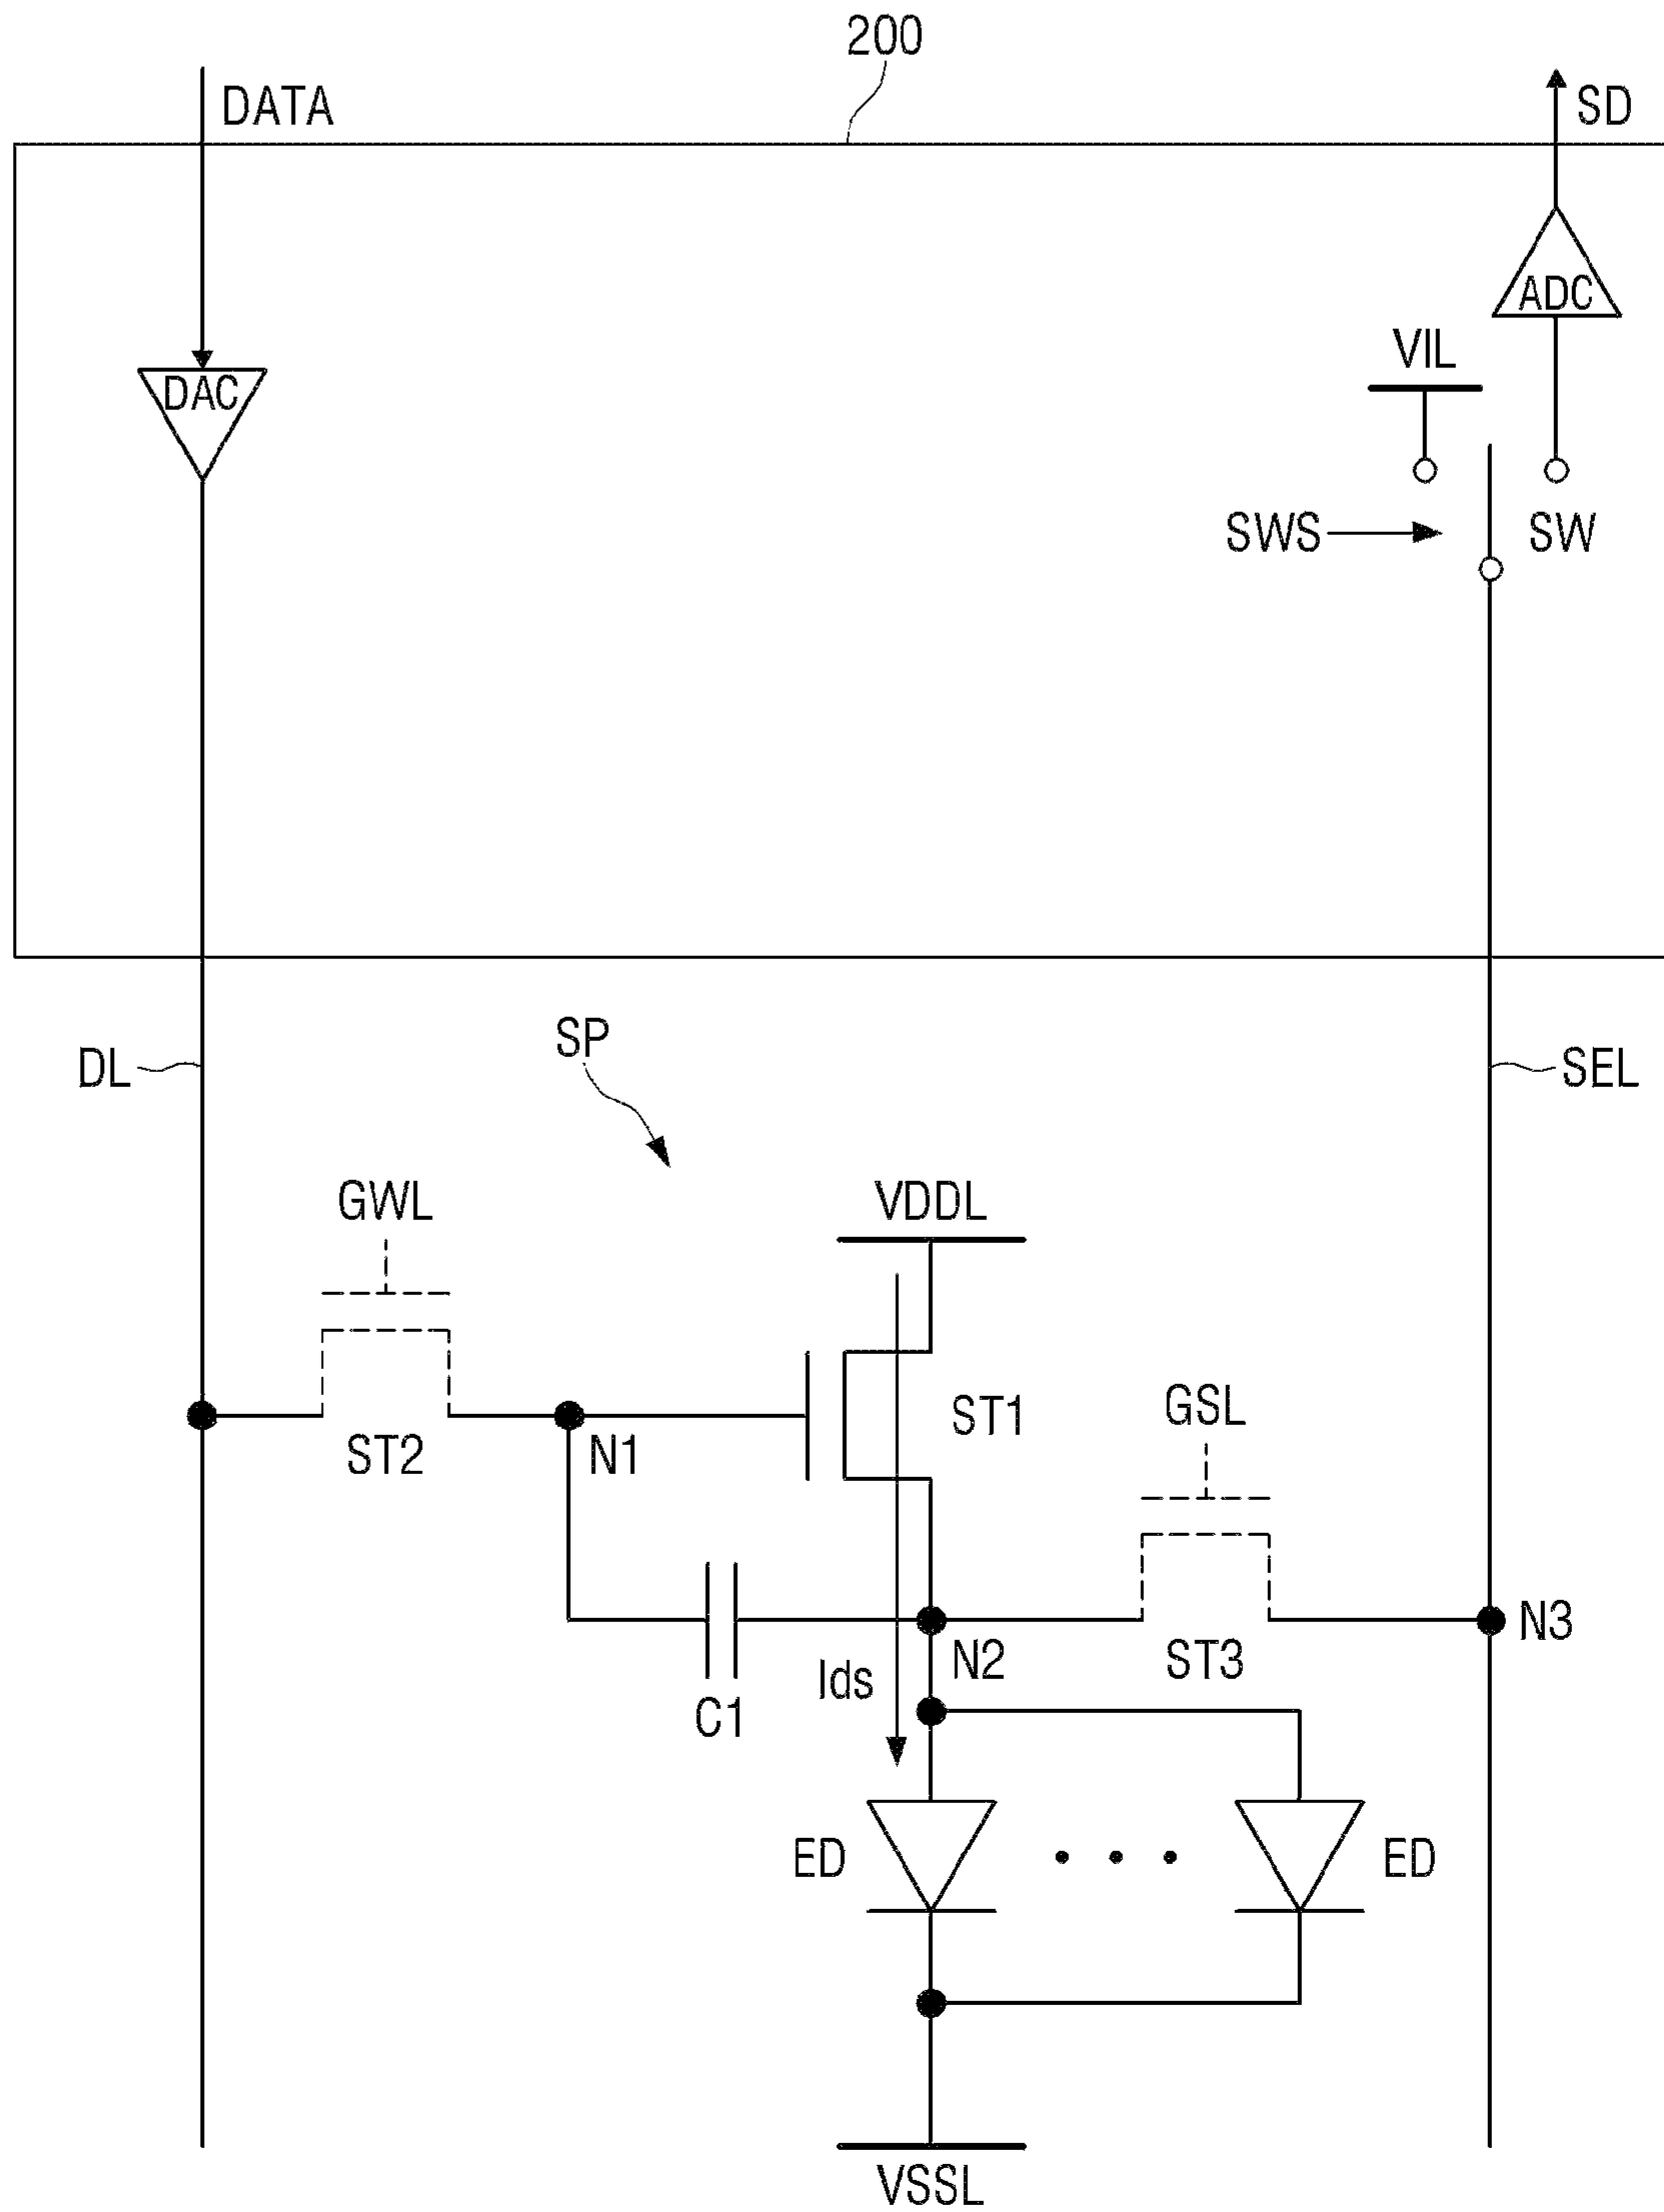 200
DATA
SD
ADC
VIL
DAC
SWS
SW
DL
SP
SEL
GWL
VDDL
GSL
ST1
ST2
N1
N3
N2
ST3
Ids
C1
ED
ED
VSSL